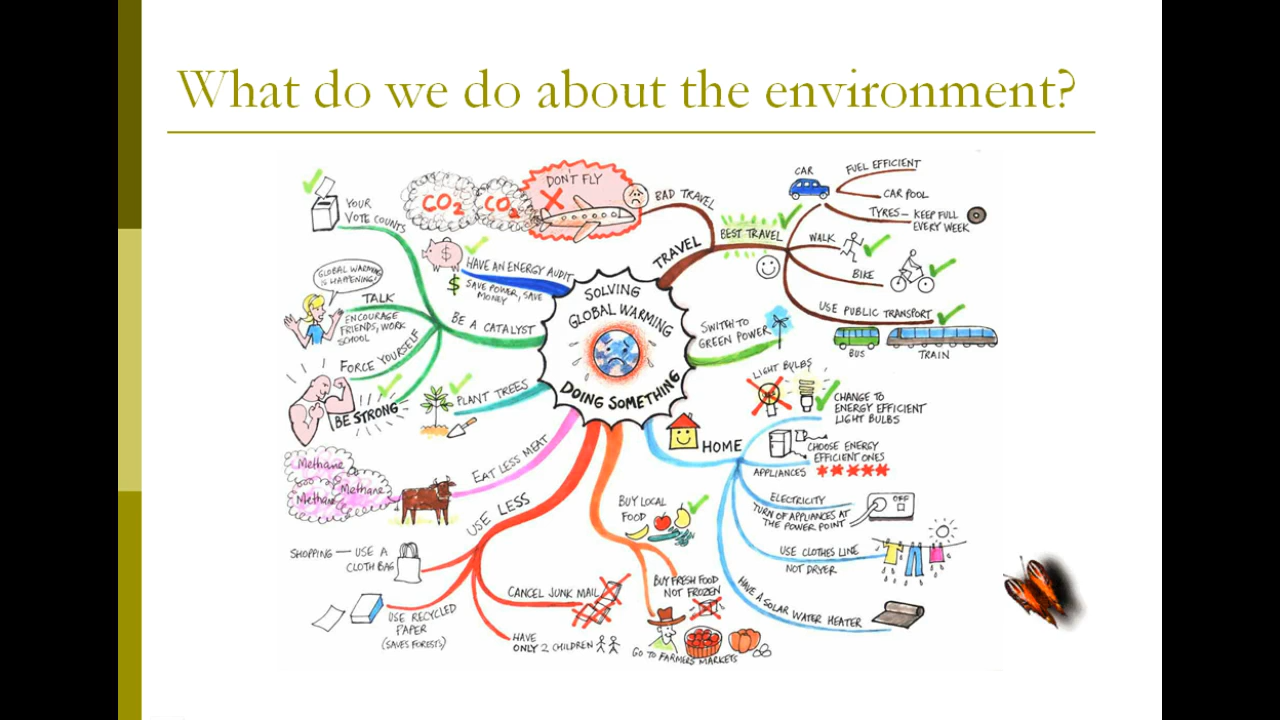 What do we do about the environment?
SOLVING
GLOBAL WARMING
DOING SOMETHING
TRAVEL
BAD TRAVEL
DON'T FLY
CO2
CO2
BEST TRAVEL
CAR
FUEL EFFICIENT
CAR POOL
TYRES — KEEP FULL
EVERY WEEK
WALK
BIKE
USE PUBLIC TRANSPORT
BUS
TRAIN
SWITCH TO
GREEN POWER
HOME
LIGHT BULBS
CHANGE TO
ENERGY EFFICIENT
LIGHT BULBS
CHOOSE ENERGY
EFFICIENT ONES
APPLIANCES
ELECTRICITY
TURN OF APPLIANCES AT
THE POWER POINT
OFF
USE CLOTHES LINE
NOT DRYER
HAVE A SOLAR WATER HEATER
BUY LOCAL
FOOD
BUY FRESH FOOD
NOT FROZEN
GO TO FARMERS MARKETS
USE LESS
SHOPPING — USE A
CLOTH BAG
USE RECYCLED
PAPER
(SAVES FORESTS)
CANCEL JUNK MAIL
HAVE
ONLY 2 CHILDREN
EAT LESS MEAT
Methane
Methane
Methane
PLANT TREES
BE A CATALYST
YOUR
VOTE COUNTS
TALK
ENCOURAGE
FRIENDS, WORK
SCHOOL
GLOBAL WARMING
IS HAPPENING!
FORCE YOURSELF
BE STRONG
HAVE AN ENERGY AUDIT
$ SAVE POWER, SAVE
MONEY
$